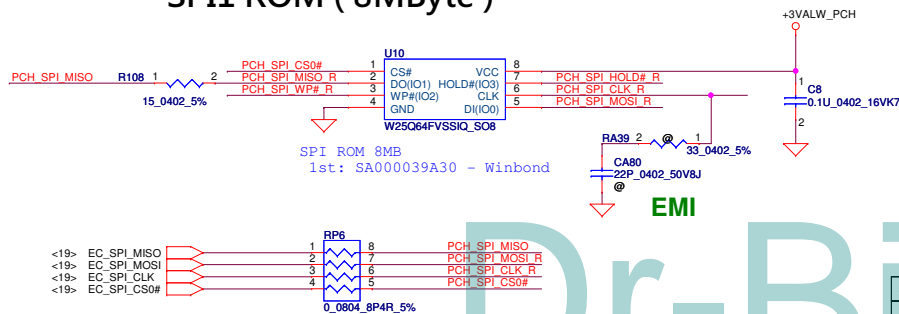 SPI1 ROM ( 8MByte )
+3VALW_PCH
U10
PCH_SPI_CS0# 1 CS# VCC 8
PCH_SPI_MISO R108 1 2 PCH_SPI_MISO_R 2 DO(IO1) HOLD#(IO3) 7 PCH_SPI_HOLD#_R
PCH_SPI_WP#_R 3 WP#(IO2) CLK 6 PCH_SPI_CLK_R
15_0402_5% 4 GND DI(IO0) 5 PCH_SPI_MOSI_R
W25Q64FVSSIQ_SO8
1 C8
0.1U_0402_16VK7
2
SPI ROM 8MB
1st: SA000039A30 - Winbond
RA39 2 @ 1
33_0402_5%
CA80
22P_0402_50V8J
@
EMI
RP6
<19> EC_SPI_MISO 1 8 PCH_SPI_MISO
<19> EC_SPI_MOSI 2 7 PCH_SPI_MOSI_R
<19> EC_SPI_CLK 3 6 PCH_SPI_CLK_R
<19> EC_SPI_CS0# 4 5 PCH_SPI_CS0#
0_0804_8P4R_5%
Dr-Bi